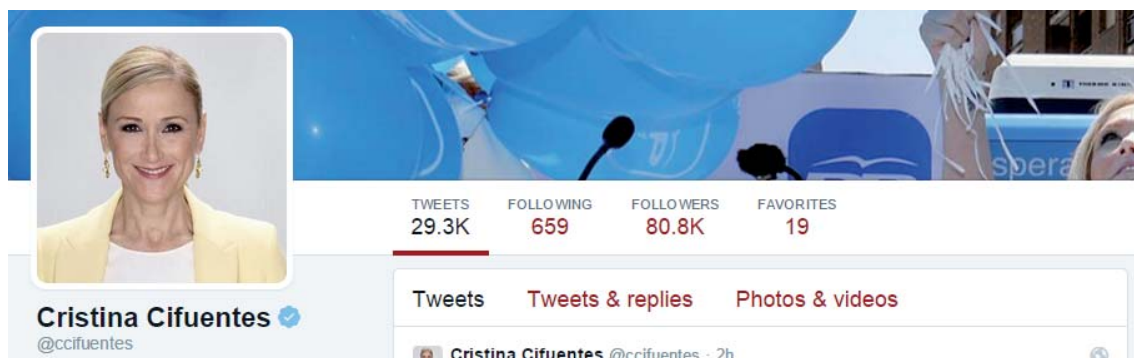 spera
TWEETS FOLLOWING FOLLOWERS FAVORITES
29.3K 659 80.8K 19
Tweets Tweets & replies Photos & videos
Cristina Cifuentes
@ccifuentes
Cristina Cifuentes @ccifuentes · 2h